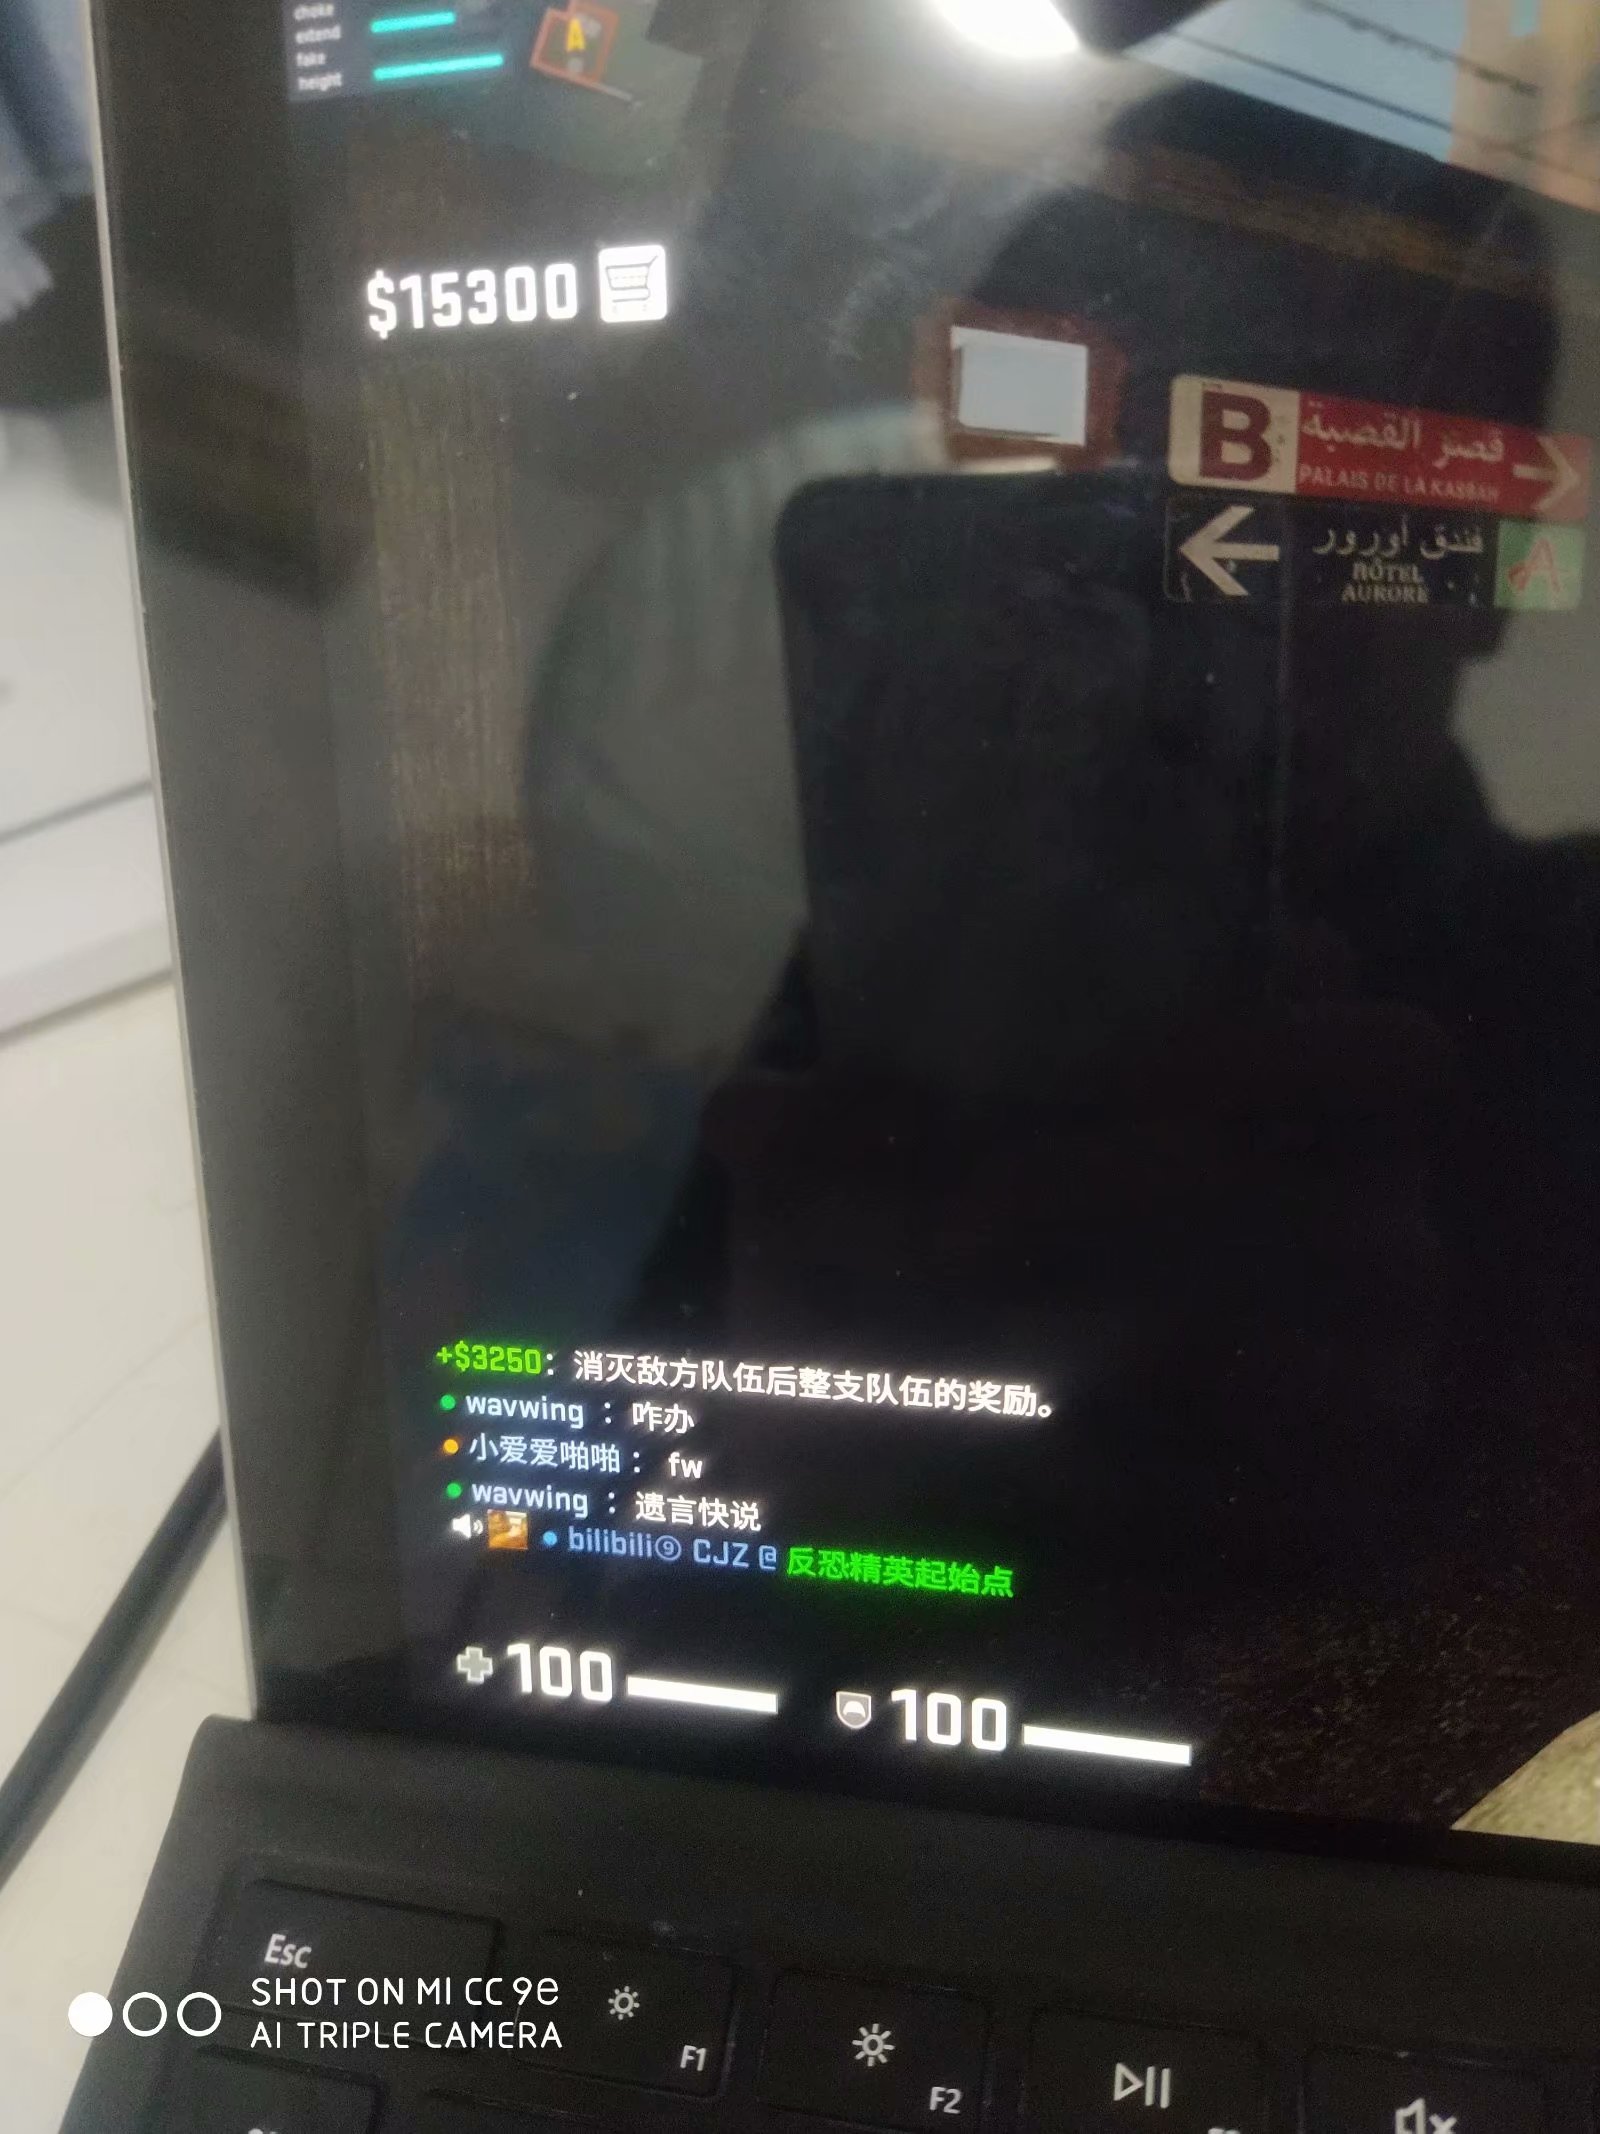 choke
extend
fake
height
A
$15300
B قصر القصبة
PALAIS DE LA KASBAH
فندق أورور A
HÔTEL
AURORE
+$3250：消灭敌方队伍后整支队伍的奖励。
wavwing ：咋办
小爱爱啪啪： fw
wavwing ：遗言快说
bilibili⑨ CJZ @ 反恐精英起始点
100 100
Esc
F1
F2
SHOT ON MI CC 9e
AI TRIPLE CAMERA